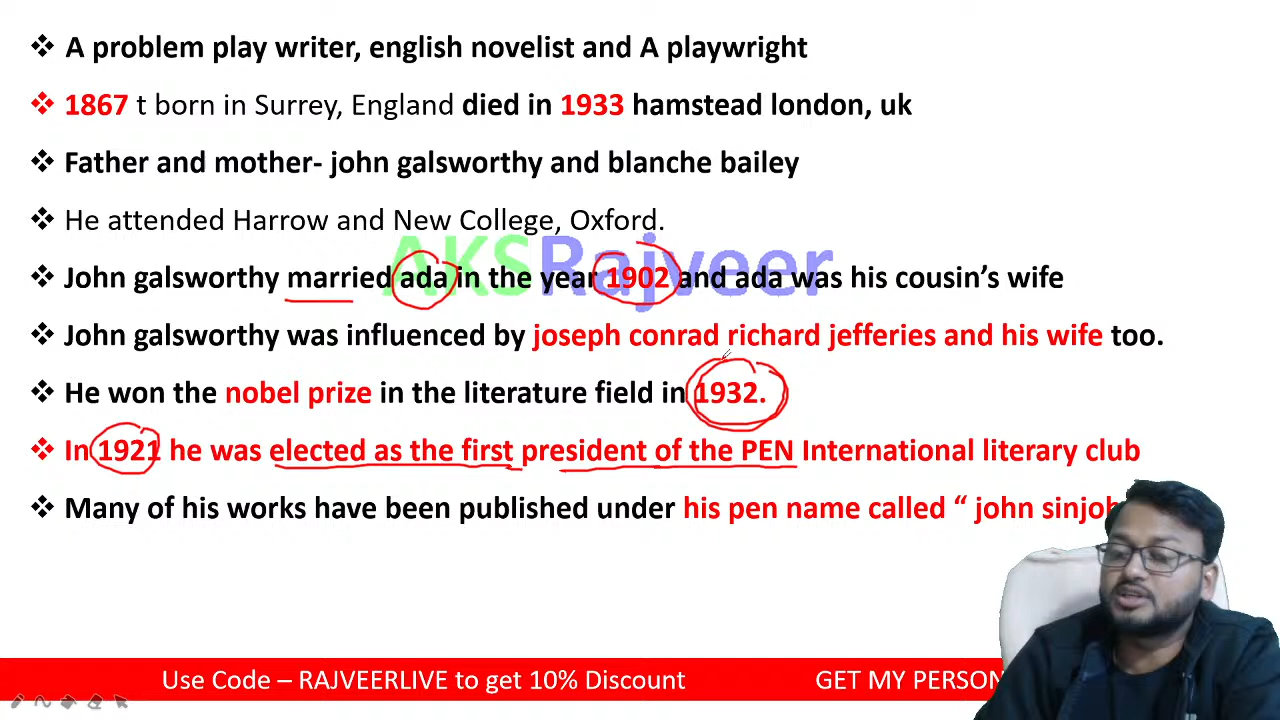 ❖ A problem play writer, english novelist and A playwright
❖ 1867 t born in Surrey, England died in 1933 hamstead london, uk
❖ Father and mother- john galsworthy and blanche bailey
❖ He attended Harrow and New College, Oxford.
AKSRajveer
❖ John galsworthy married ada in the year 1902 and ada was his cousin’s wife
❖ John galsworthy was influenced by joseph conrad richard jefferies and his wife too.
❖ He won the nobel prize in the literature field in 1932.
❖ In 1921 he was elected as the first president of the PEN International literary club
❖ Many of his works have been published under his pen name called “ john
Use Code – RAJVEERLIVE to get 10% Discount
GET MY